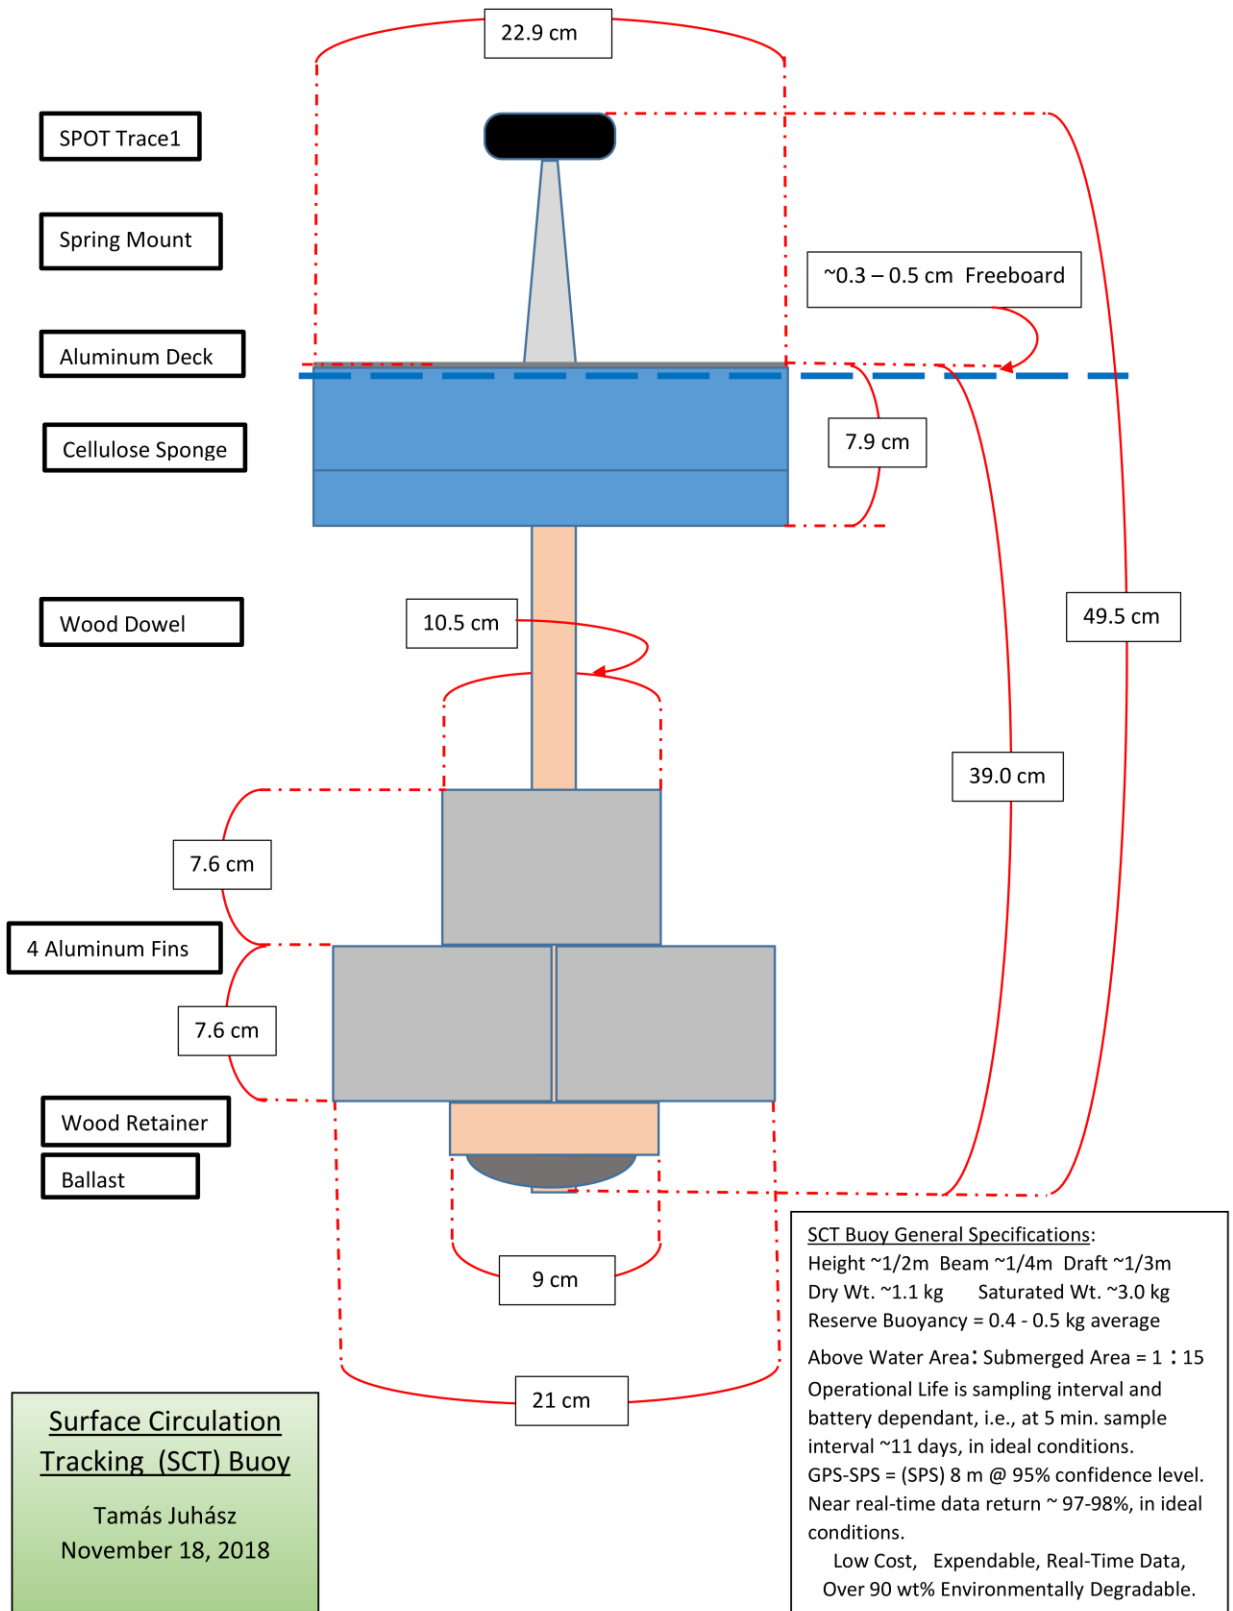 22.9 cm
SPOT Trace1
Spring Mount
~0.3 – 0.5 cm  Freeboard
Aluminum Deck
Cellulose Sponge
7.9 cm
Wood Dowel
10.5 cm
49.5 cm
39.0 cm
7.6 cm
4 Aluminum Fins
7.6 cm
Wood Retainer
Ballast
9 cm
21 cm
SCT Buoy General Specifications:
Height ~1/2m  Beam ~1/4m  Draft ~1/3m
Dry Wt. ~1.1 kg      Saturated Wt. ~3.0 kg
Reserve Buoyancy = 0.4 - 0.5 kg average
Above Water Area: Submerged Area = 1 : 15
Operational Life is sampling interval and
battery dependant, i.e., at 5 min. sample
interval ~11 days, in ideal conditions.
GPS-SPS = (SPS) 8 m @ 95% confidence level.
Near real-time data return ~ 97-98%, in ideal
conditions.
Low Cost,   Expendable, Real-Time Data,
Over 90 wt% Environmentally Degradable.
Surface Circulation
Tracking  (SCT) Buoy
Tamás Juhász
November 18, 2018